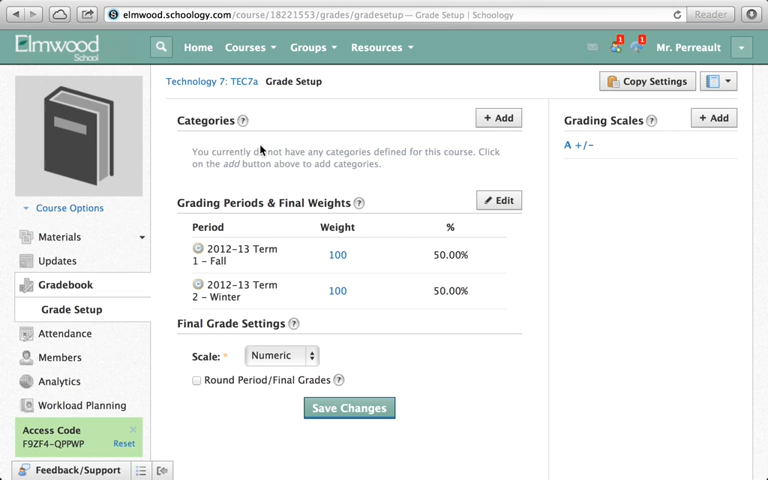 elmwood.schoology.com/course/18221553/grades/gradesetup — Grade Setup | Schoology
Reader
Elmwood
School
Home
Courses
Groups
Resources
1
1
Mr. Perreault
Technology 7: TEC7a Grade Setup
Copy Settings
Categories ?
+ Add
You currently do not have any categories defined for this course. Click
on the add button above to add categories.
Grading Periods & Final Weights ?
Edit
Period Weight %
2012-13 Term
1 - Fall
100
50.00%
2012-13 Term
2 - Winter
100
50.00%
Final Grade Settings ?
Scale: * Numeric
Round Period/Final Grades ?
Save Changes
Grading Scales ?
+ Add
A +/-
Course Options
Materials
Updates
Gradebook
Grade Setup
Attendance
Members
Analytics
Workload Planning
Access Code
F9ZF4-QPPWP Reset
Feedback/Support